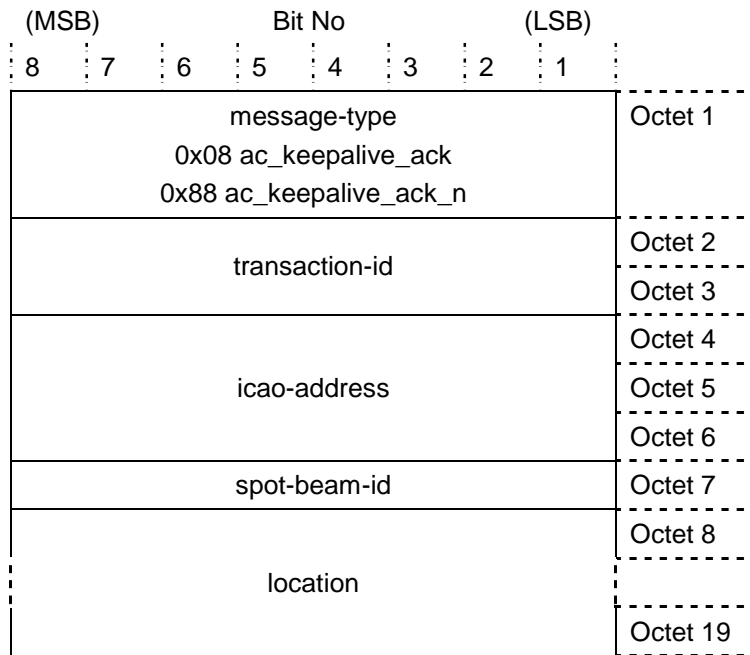 (MSB) Bit No (LSB)
8 7 6 5 4 3 2 1
message-type Octet 1
0x08 ac_keepalive_ack
0x88 ac_keepalive_ack_n
Octet 2
transaction-id
Octet 3
Octet 4
icao-address Octet 5
Octet 6
spot-beam-id Octet 7
Octet 8
location
Octet 19